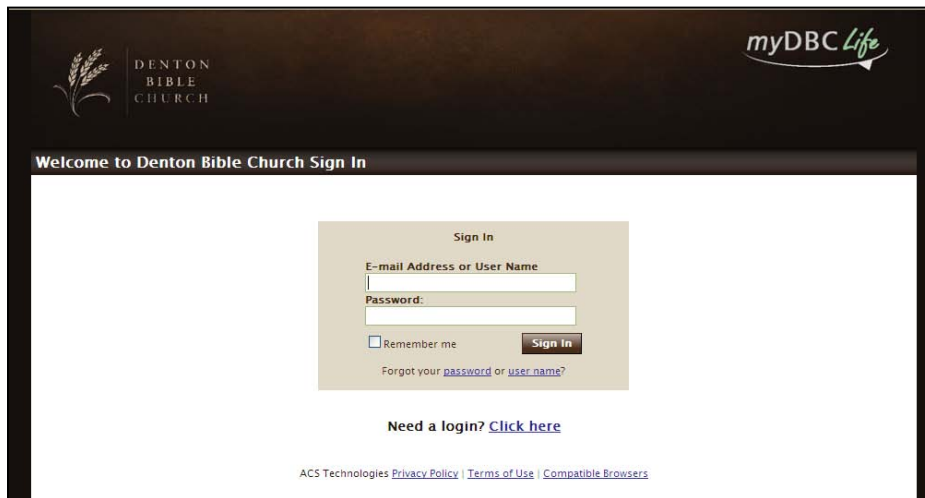 DENTON
BIBLE
CHURCH
myDBC Life
Welcome to Denton Bible Church Sign In
Sign In
E-mail Address or User Name
Password:
Remember me
Sign In
Forgot your password or user name?
Need a login? Click here
ACS Technologies Privacy Policy | Terms of Use | Compatible Browsers